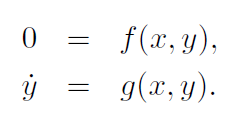 0 = f(x, y),
ẏ = g(x, y).